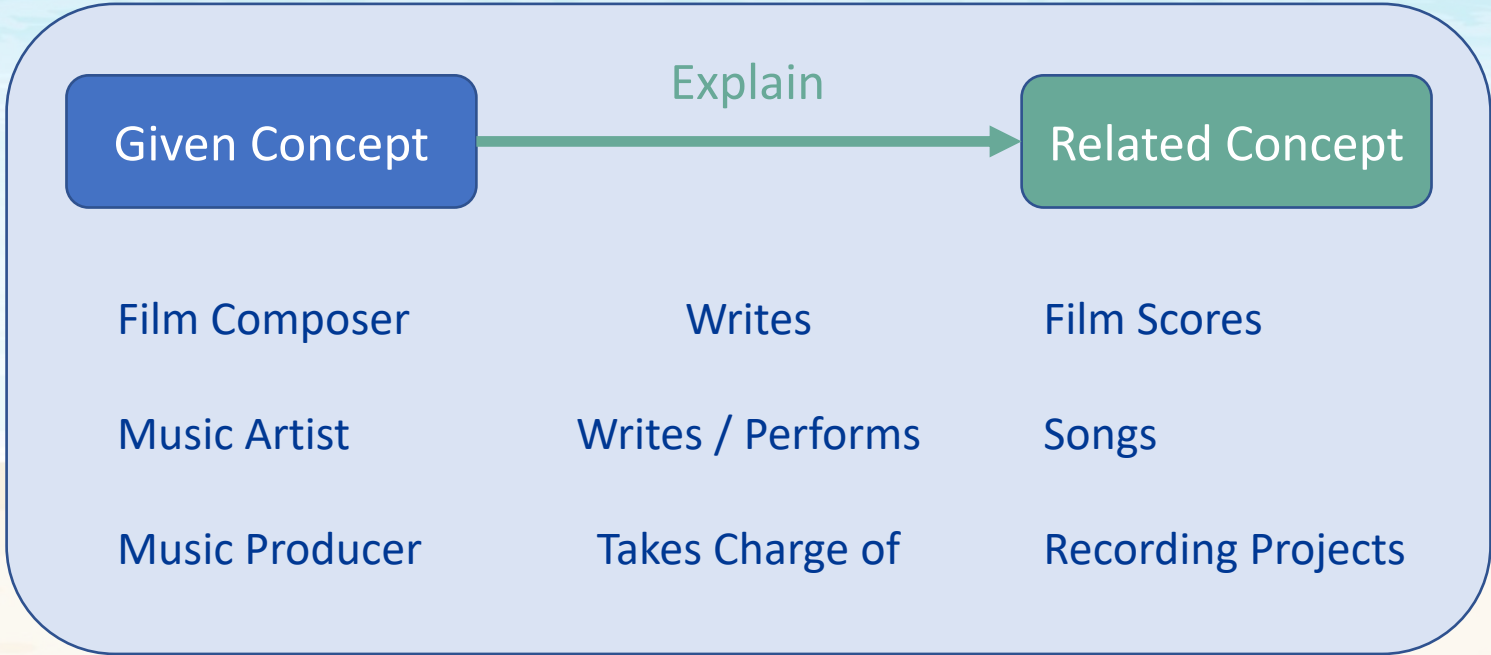 Explain
Given Concept
Related Concept
Film Composer Writes Film Scores
Music Artist Writes / Performs Songs
Music Producer Takes Charge of Recording Projects